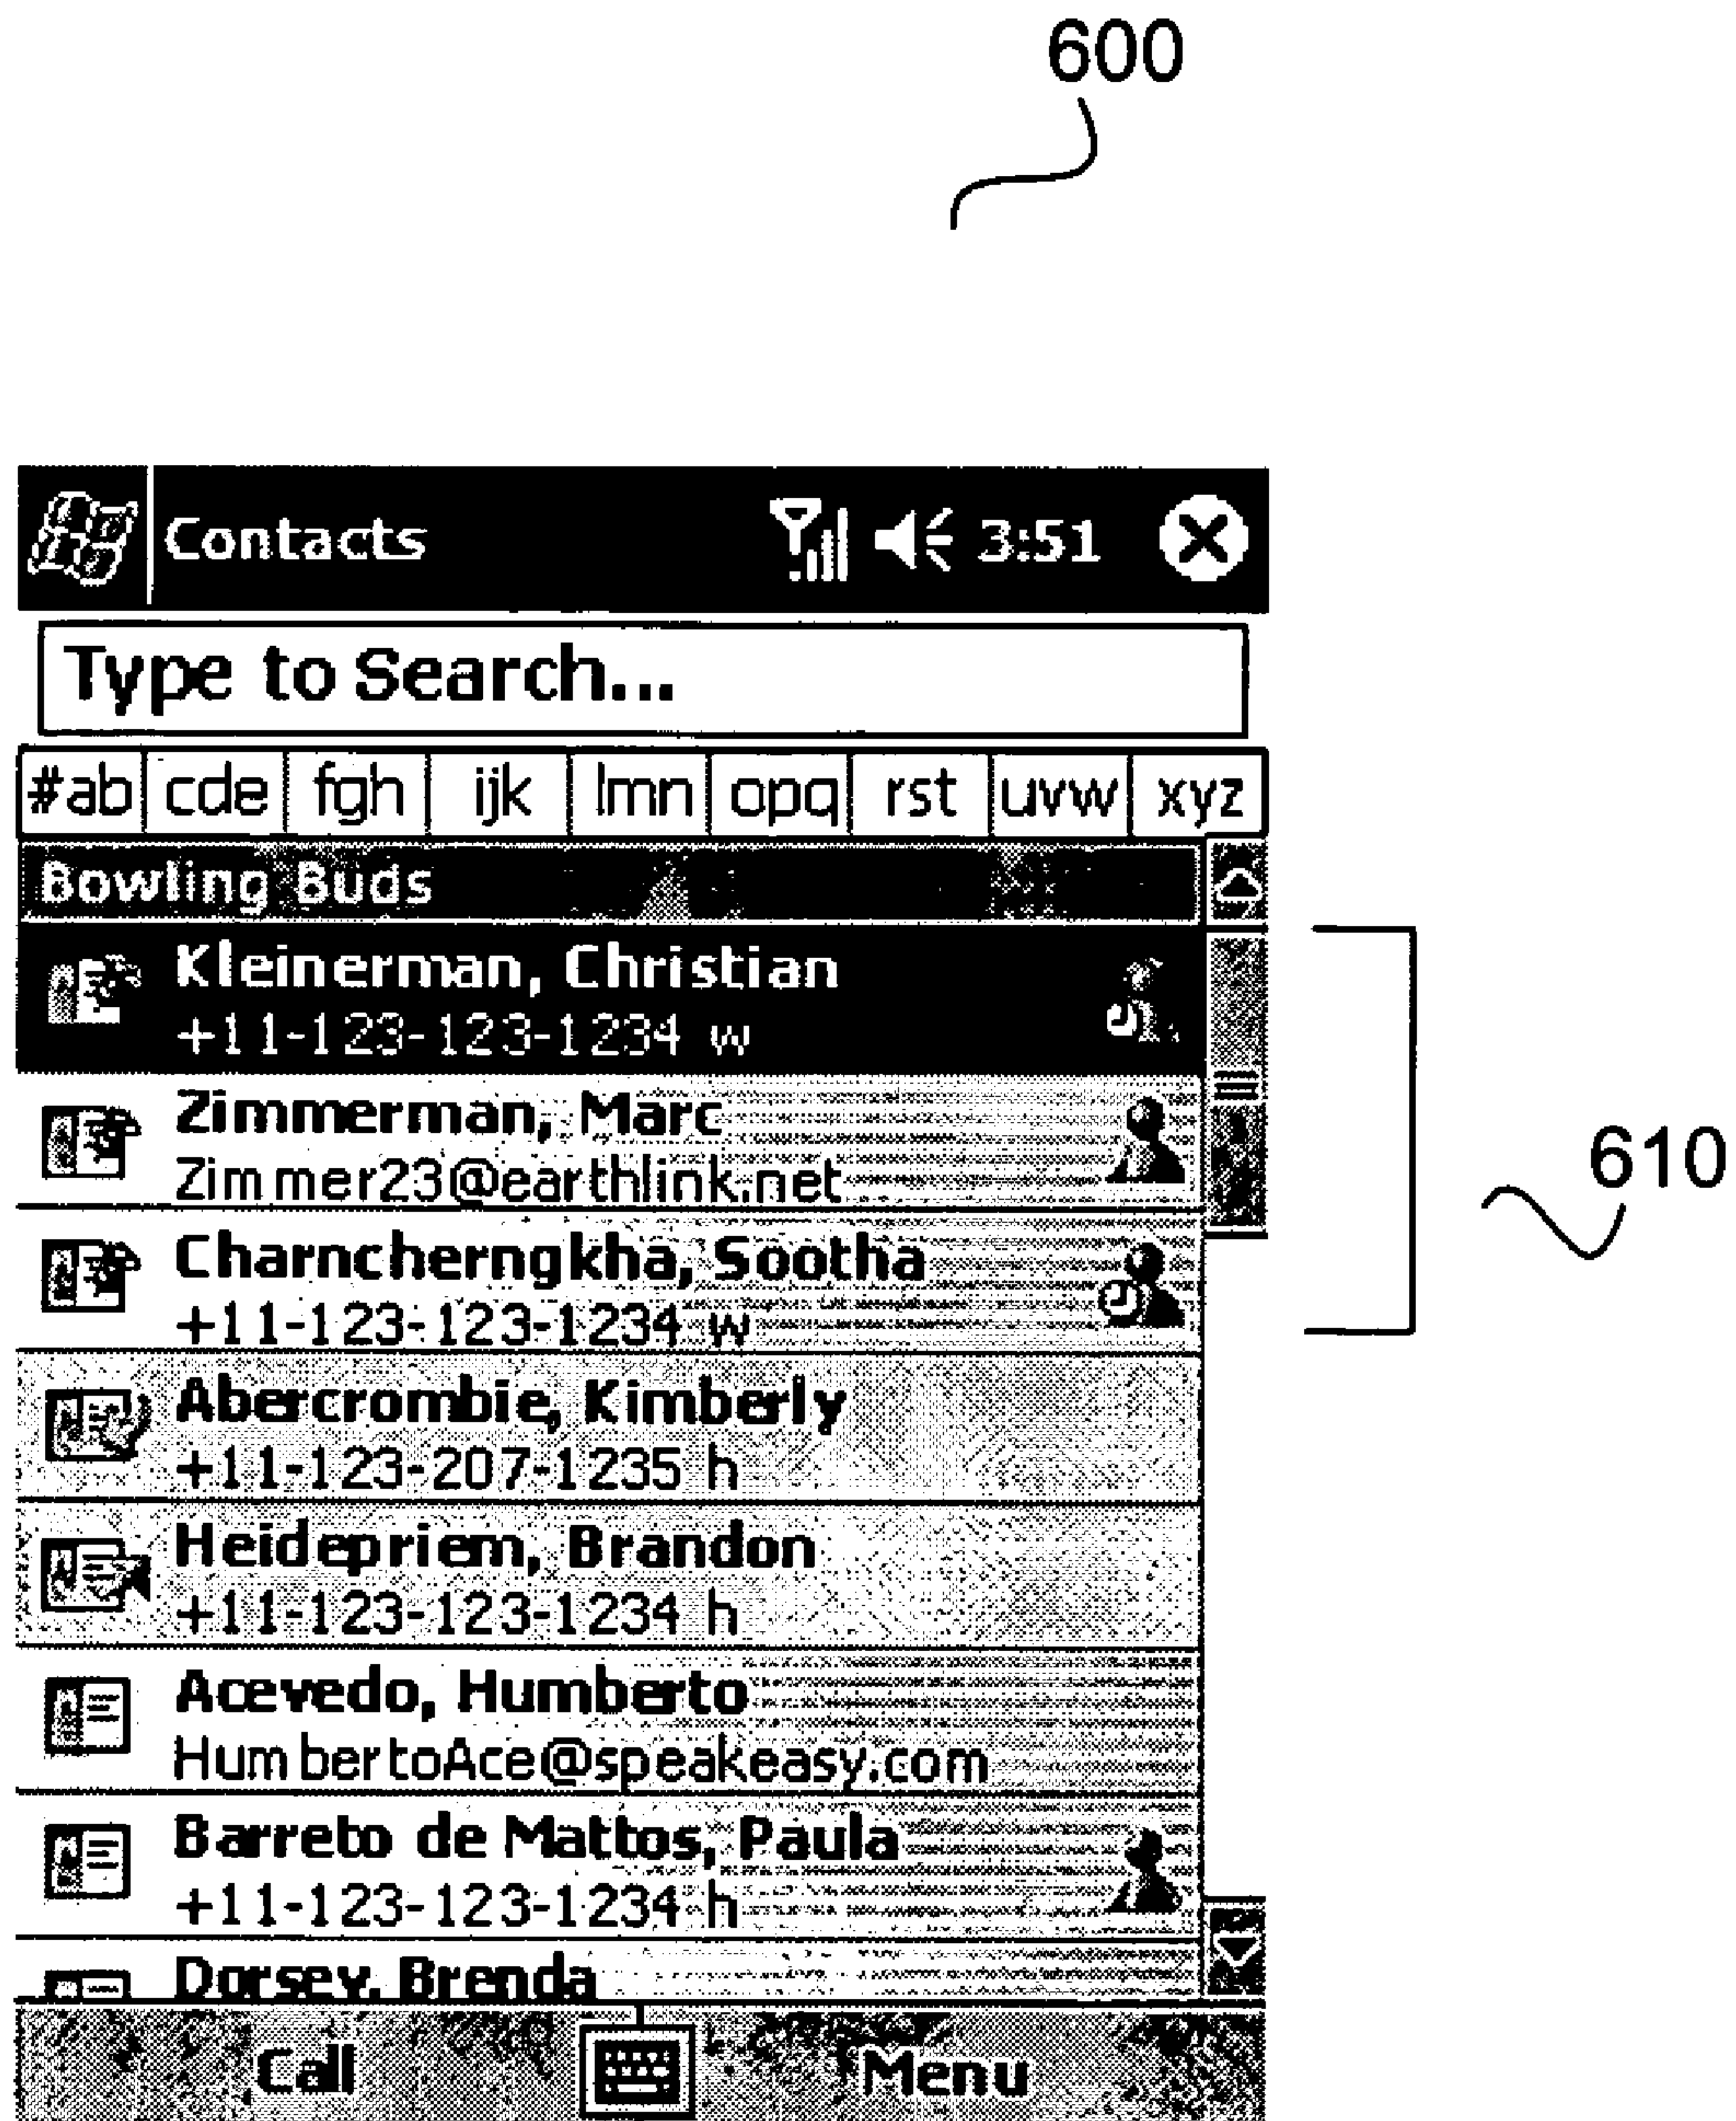 600
Contacts 3:51
Type to Search...
#ab cde fgh ijk lmn opq rst uvw xyz
Bowling Buds
Kleinerman, Christian
+11-123-123-1234 w
Zimmerman, Marc
Zimmer23@earthlink.net
610
Charncherngkha, Sootha
+11-123-123-1234 w
Abercrombie, Kimberly
+11-123-207-1235 h
Heidepriem, Brandon
+11-123-123-1234 h
Acevedo, Humberto
HumbertoAce@speakeasy.com
Barreto de Mattos, Paula
+11-123-123-1234 h
Dorsey, Brenda
Call Menu